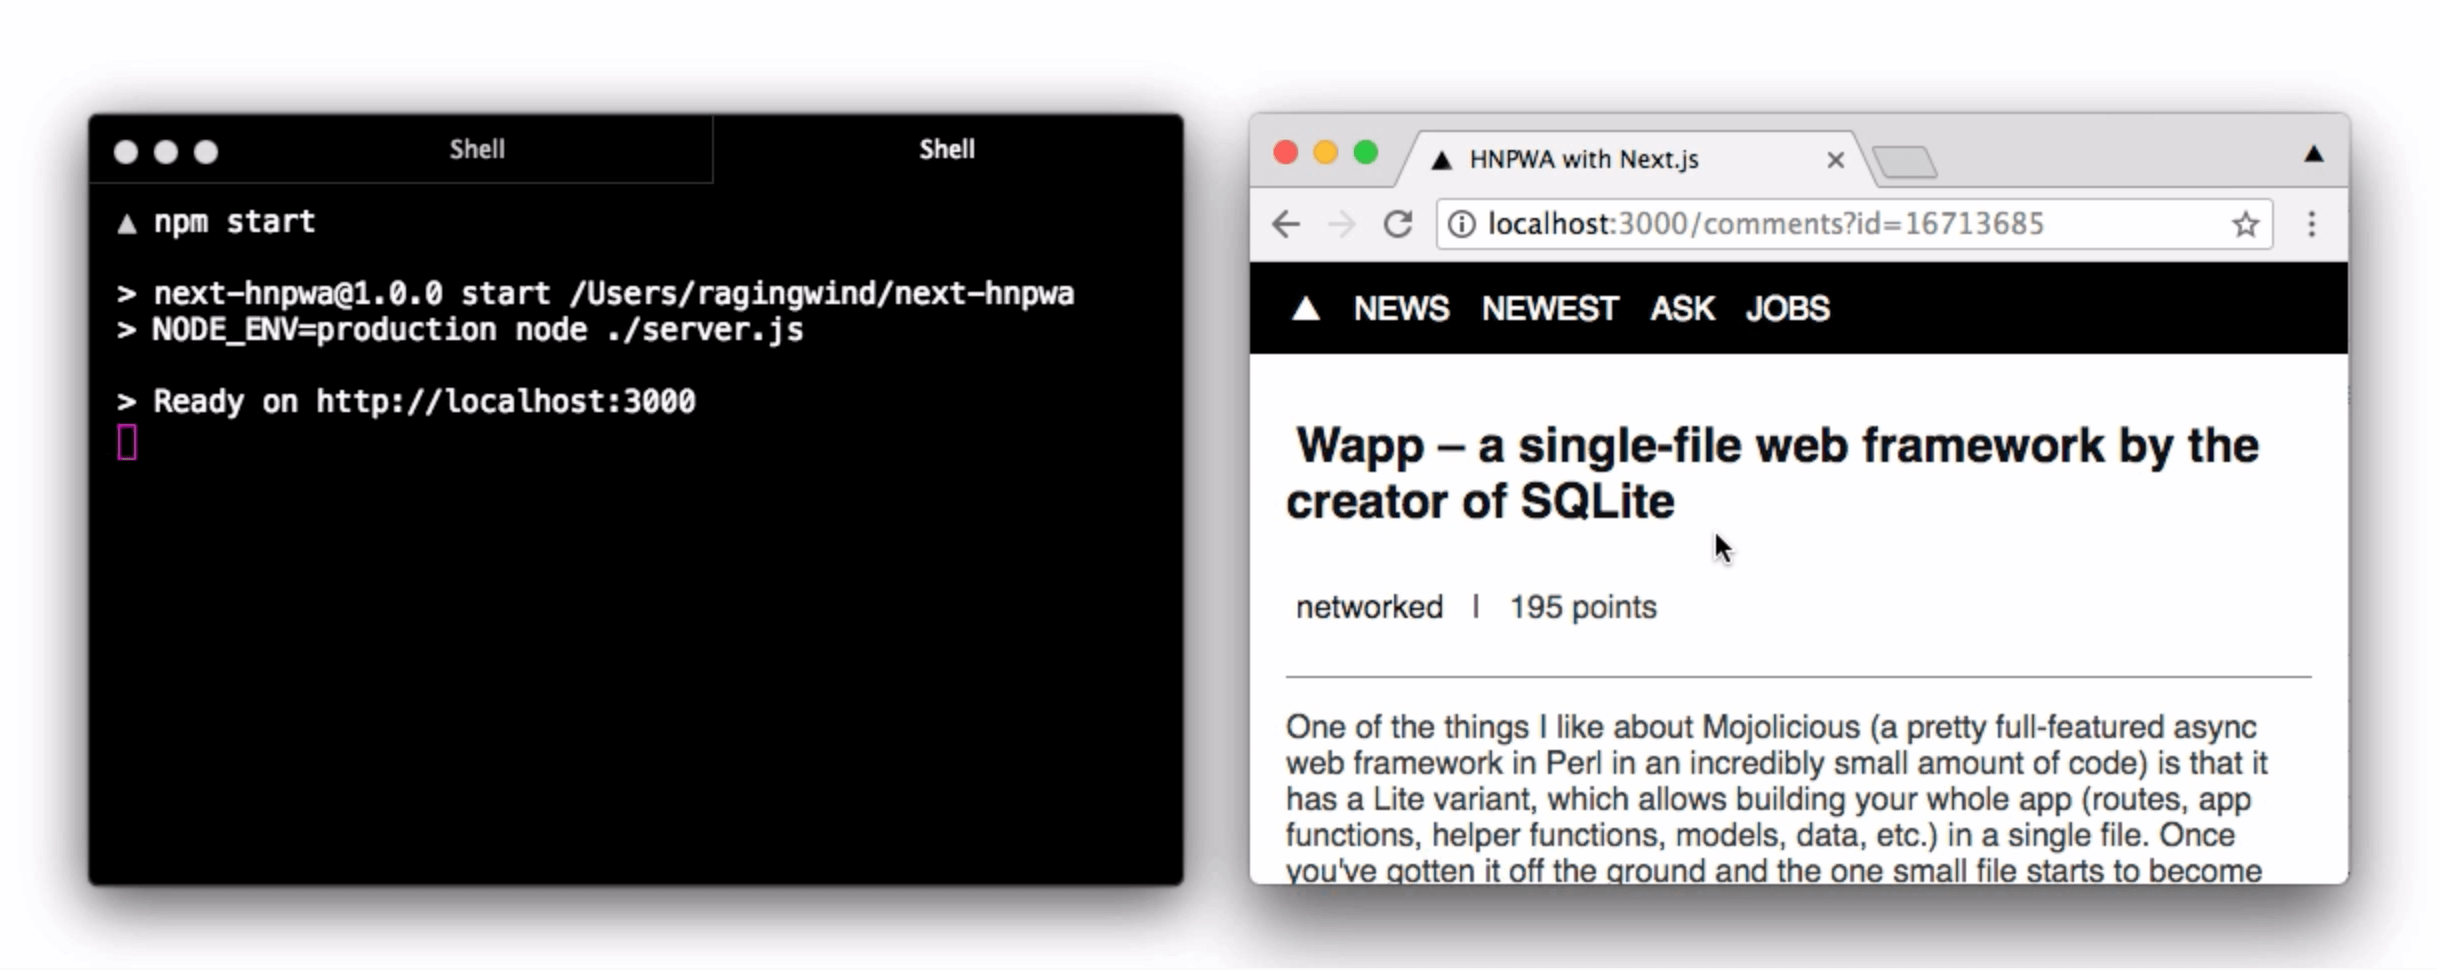 Shell
Shell
▲ npm start
> next-hnpwa@1.0.0 start /Users/ragingwind/next-hnpwa
> NODE_ENV=production node ./server.js
> Ready on http://localhost:3000
HNPWA with Next.js
localhost:3000/comments?id=16713685
▲ NEWS NEWEST ASK JOBS
Wapp – a single-file web framework by the
creator of SQLite
networked | 195 points
One of the things I like about Mojolicious (a pretty full-featured async
web framework in Perl in an incredibly small amount of code) is that it
has a Lite variant, which allows building your whole app (routes, app
functions, helper functions, models, data, etc.) in a single file. Once
you've gotten it off the ground and the one small file starts to become